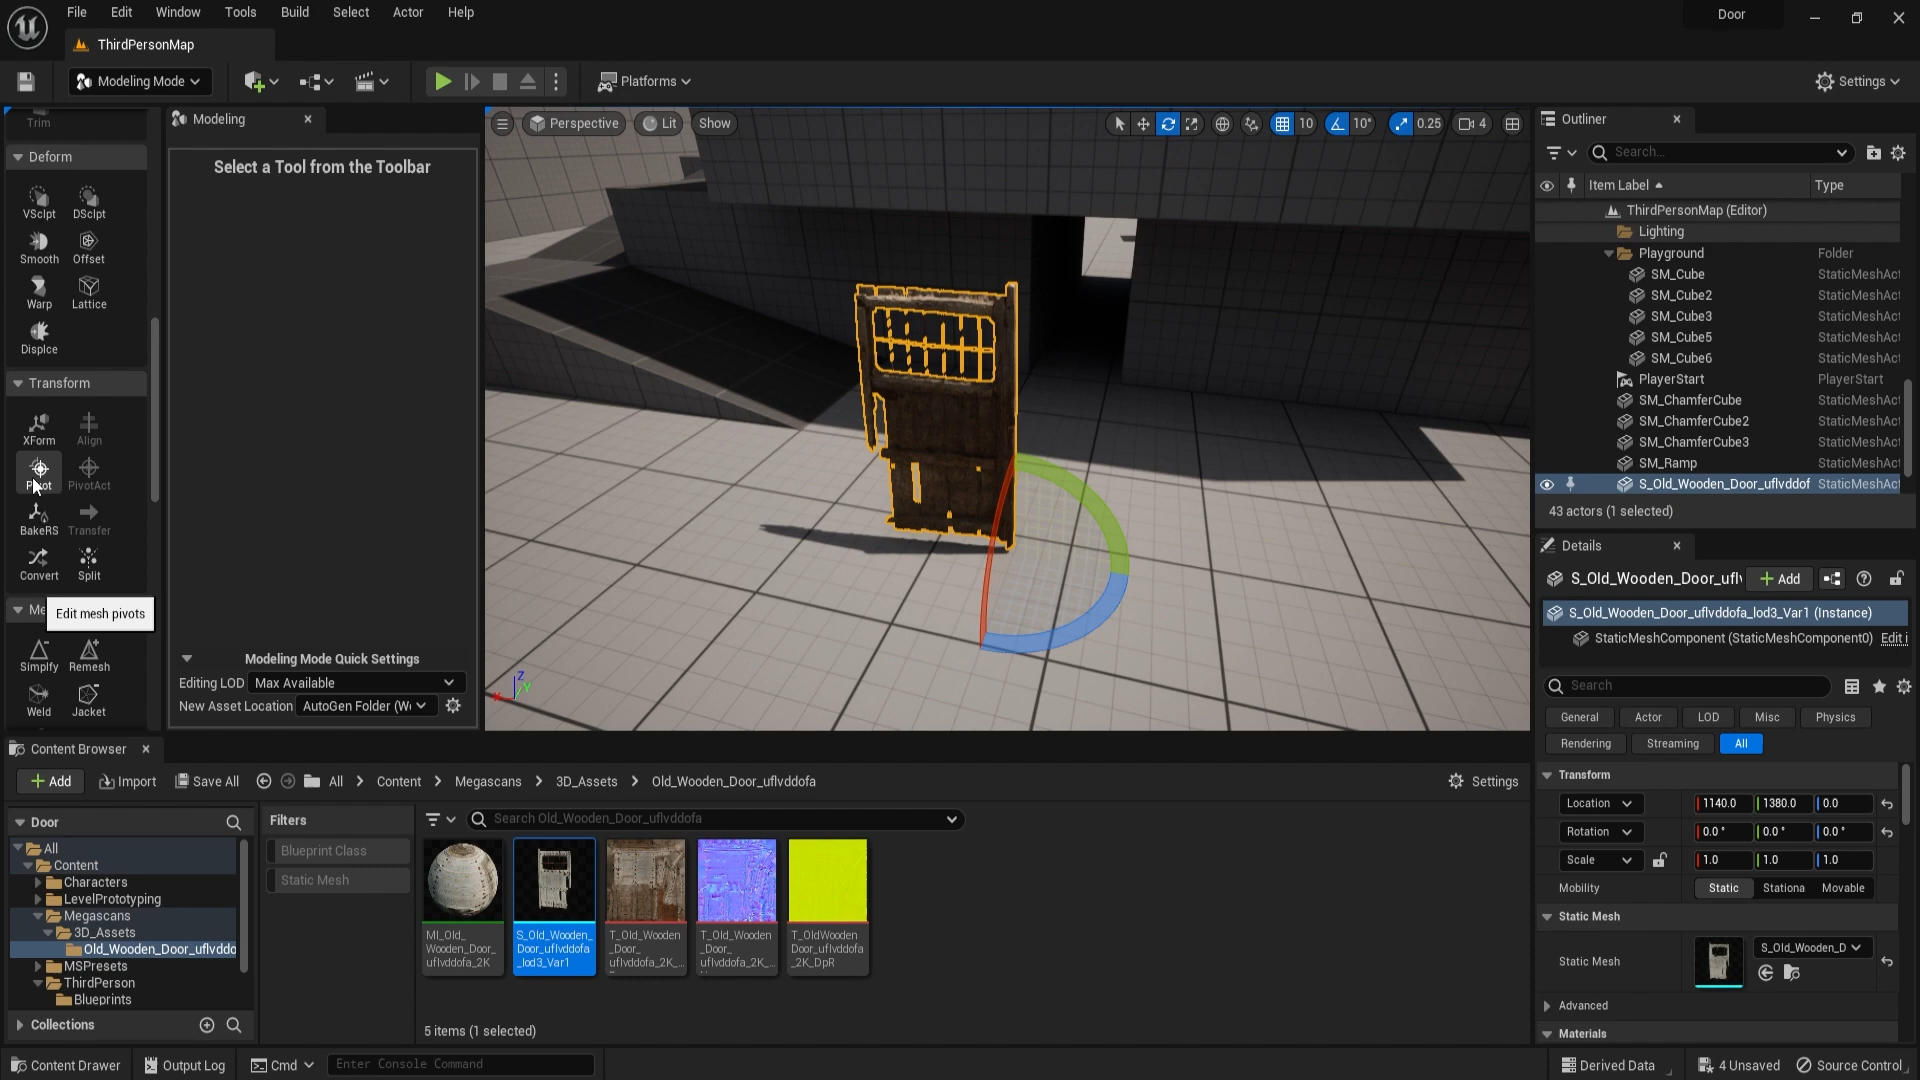 File Edit Window Tools Build Select Actor Help
Door
ThirdPersonMap
Modeling Mode
Platforms
Settings
Trim
Deform
VSclpt DSclpt
Smooth Offset
Warp Lattice
Displce
Transform
XForm Align
Pivot PivotAct
BakeRS Transfer
Convert Split
Me
Edit mesh pivots
Simplfy Remesh
Weld Jacket
Modeling
Select a Tool from the Toolbar
Modeling Mode Quick Settings
Editing LOD Max Available
New Asset Location AutoGen Folder (W
Perspective Lit Show
10 10° 0.25 4
Z
Y
X
Outliner
Search...
Item Label Type
ThirdPersonMap (Editor)
Lighting
Playground Folder
SM_Cube StaticMeshAct
SM_Cube2 StaticMeshAct
SM_Cube3 StaticMeshAct
SM_Cube5 StaticMeshAct
SM_Cube6 StaticMeshAct
PlayerStart PlayerStart
SM_ChamferCube StaticMeshAct
SM_ChamferCube2 StaticMeshAct
SM_ChamferCube3 StaticMeshAct
SM_Ramp StaticMeshAct
S_Old_Wooden_Door_uflvddof StaticMeshAct
43 actors (1 selected)
Details
S_Old_Wooden_Door_uflv Add
S_Old_Wooden_Door_uflvddofa_lod3_Var1 (Instance)
StaticMeshComponent (StaticMeshComponent0) Edit i
Search
General Actor LOD Misc Physics
Rendering Streaming All
Transform
Location 1140.0 1380.0 0.0
Rotation 0.0 ° 0.0 ° 0.0 °
Scale 1.0 1.0 1.0
Mobility Static Stationa Movable
Static Mesh
Static Mesh S_Old_Wooden_D
Advanced
Materials
Content Browser
Add Import Save All All Content Megascans 3D_Assets Old_Wooden_Door_uflvddofa Settings
Door
All
Content
Characters
LevelPrototyping
Megascans
3D_Assets
Old_Wooden_Door_uflvddo
MSPresets
ThirdPerson
Blueprints
Collections
Filters
Blueprint Class
Static Mesh
Search Old_Wooden_Door_uflvddofa
MI_Old_
Wooden_Door_
uflvddofa_2K
S_Old_Wooden_
Door_uflvddofa
_lod3_Var1
T_Old_Wooden
_Door_
uflvddofa_2K_...
T_Old_Wooden
_Door_
uflvddofa_2K_...
T_OldWooden
Door_uflvddofa
_2K_DpR
5 items (1 selected)
Content Drawer Output Log Cmd Enter Console Command Derived Data 4 Unsaved Source Control